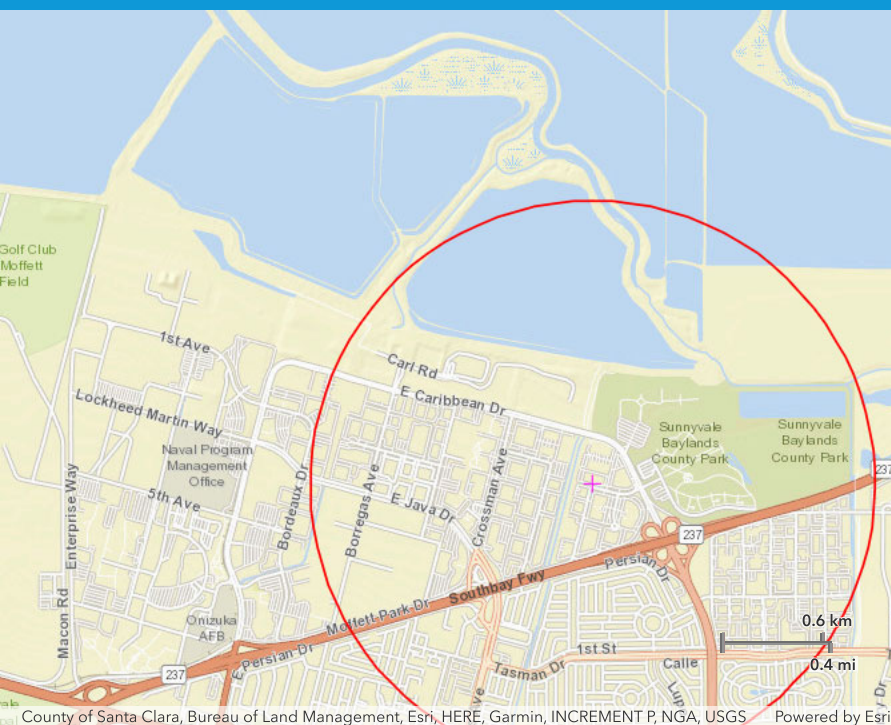 Golf Club
Moffett
Field
1st Ave
Carl Rd
E Caribbean Dr
Lockheed Martin Way
Sunnyvale
Baylands
County Park
Sunnyvale
Baylands
County Park
Naval Program
Management
Office
5th Ave
Enterprise Way
Bordeaux Dr
Borregas Ave
E Java Dr
Crossman Ave
237
237
Persian Dr
Southbay Fwy
Moffett Park Dr
Macon Rd
Onizuka
AFB
E Persian Dr
237
0.6 km
0.4 mi
1st St
Tasman Dr
Calle
County of Santa Clara, Bureau of Land Management, Esri, HERE, Garmin, INCREMENT P, NGA, USGS
Powered by E